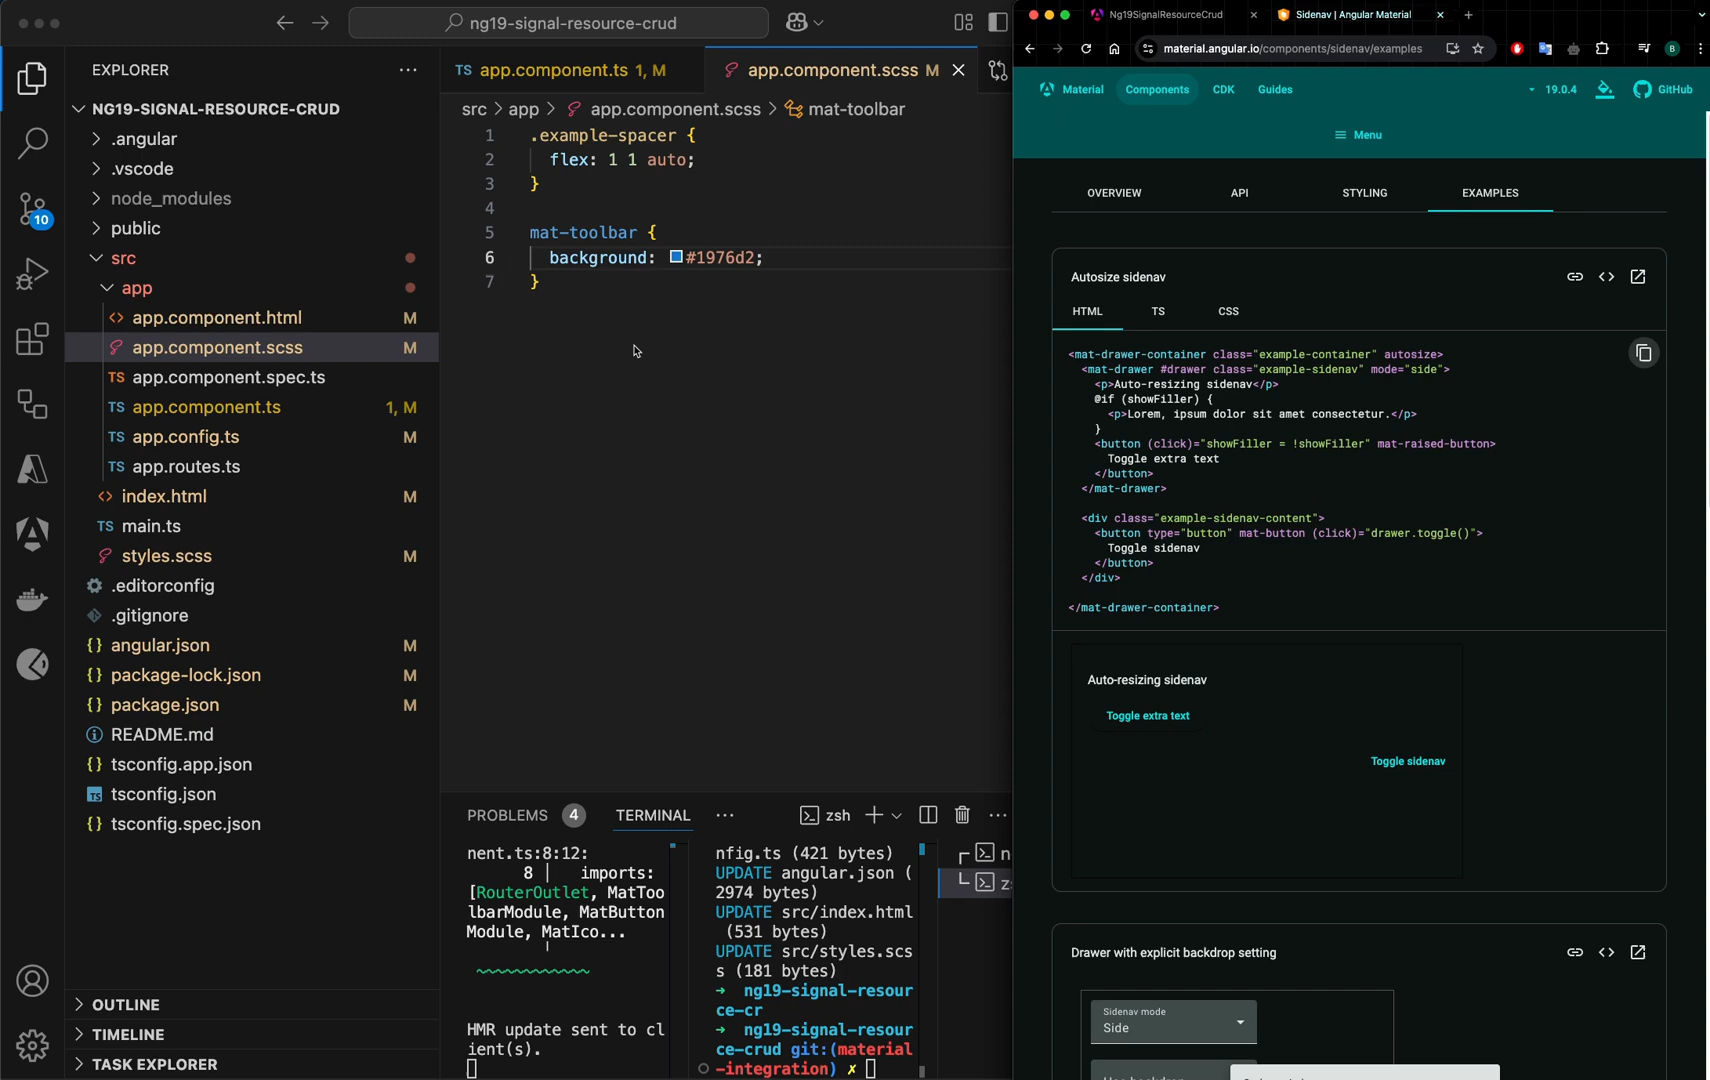 ng19-signal-resource-crud
EXPLORER
NG19-SIGNAL-RESOURCE-CRUD
.angular
.vscode
node_modules
public
src
app
app.component.html M
app.component.scss M
app.component.spec.ts
TS app.component.ts 1, M
TS app.config.ts M
TS app.routes.ts
index.html M
TS main.ts
styles.scss M
.editorconfig
.gitignore
{} angular.json M
{} package-lock.json M
{} package.json M
README.md
{} tsconfig.app.json
TS tsconfig.json
{} tsconfig.spec.json
OUTLINE
TIMELINE
TASK EXPLORER
10
TS app.component.ts 1, M
app.component.scss M
src > app > app.component.scss > mat-toolbar
1 .example-spacer {
2 flex: 1 1 auto;
3 }
4
5 mat-toolbar {
6 background: #1976d2;
7 }
PROBLEMS 4 TERMINAL zsh
nent.ts:8:12:
8 │ imports:
[RouterOutlet, MatToo
lbarModule, MatButton
Module, MatIco...
HMR update sent to cl
ient(s).
nfig.ts (421 bytes)
UPDATE angular.json (
2974 bytes)
UPDATE src/index.html
(531 bytes)
UPDATE src/styles.scs
s (181 bytes)
➜ ng19-signal-resour
ce-cr
➜ ng19-signal-resour
ce-crud git:(material
-integration) ✗
Ng19SignalResourceCrud
Sidenav | Angular Material
material.angular.io/components/sidenav/examples
B
Material Components CDK Guides 19.0.4 GitHub
Menu
OVERVIEW API STYLING EXAMPLES
Autosize sidenav
HTML TS CSS
<mat-drawer-container class="example-container" autosize>
<mat-drawer #drawer class="example-sidenav" mode="side">
<p>Auto-resizing sidenav</p>
@if (showFiller) {
<p>Lorem, ipsum dolor sit amet consectetur.</p>
}
<button (click)="showFiller = !showFiller" mat-raised-button>
Toggle extra text
</button>
</mat-drawer>
<div class="example-sidenav-content">
<button type="button" mat-button (click)="drawer.toggle()">
Toggle sidenav
</button>
</div>
</mat-drawer-container>
Auto-resizing sidenav
Toggle extra text
Toggle sidenav
Drawer with explicit backdrop setting
Sidenav mode
Side